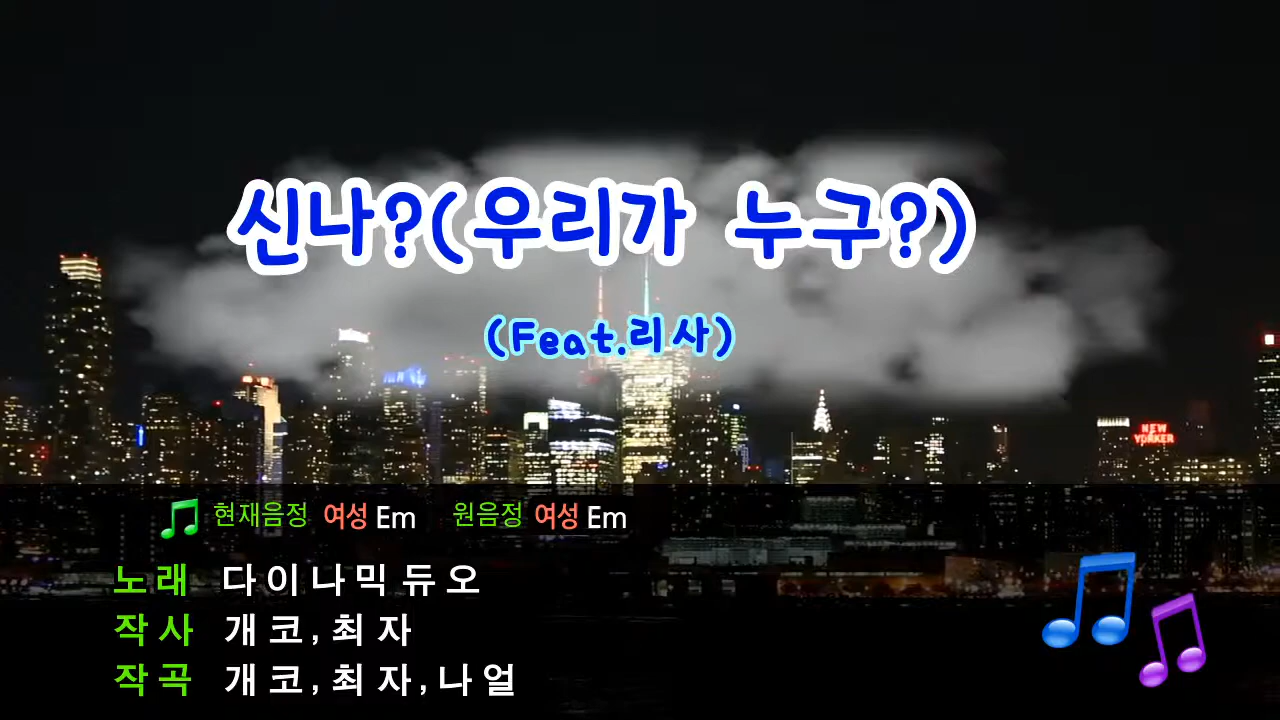 신나?(우리가 누구?)
(Feat.리사)
NEW
YORKER
현재음정 여성 Em 원음정 여성 Em
노래 다이나믹 듀오
작사 개코,최자
작곡 개코,최자,나얼